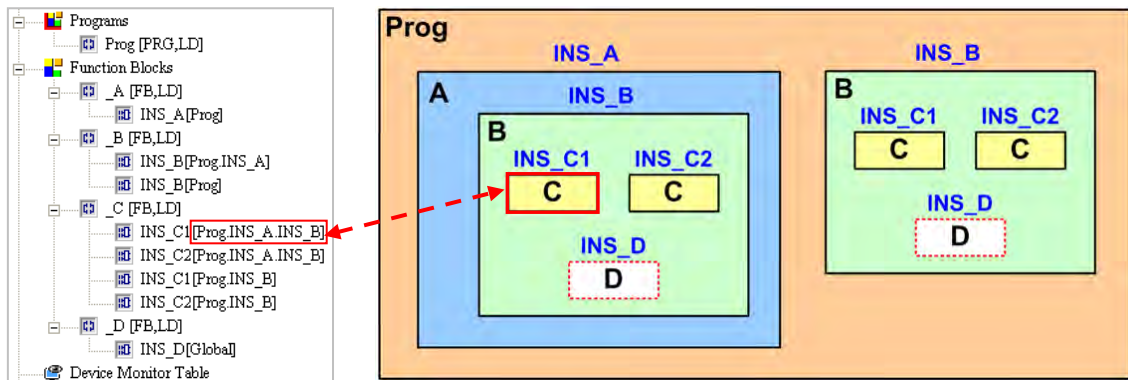 Programs
Prog [PRG,LD]
Function Blocks
_A [FB,LD]
INS_A[Prog]
_B [FB,LD]
INS_B[Prog.INS_A]
INS_B[Prog]
_C [FB,LD]
INS_C1[Prog.INS_A.INS_B]
INS_C2[Prog.INS_A.INS_B]
INS_C1[Prog.INS_B]
INS_C2[Prog.INS_B]
_D [FB,LD]
INS_D[Global]
Device Monitor Table
Prog
INS_A
A
INS_B
B
INS_C1 INS_C2
C C
INS_D
D
INS_B
B
INS_C1 INS_C2
C C
INS_D
D